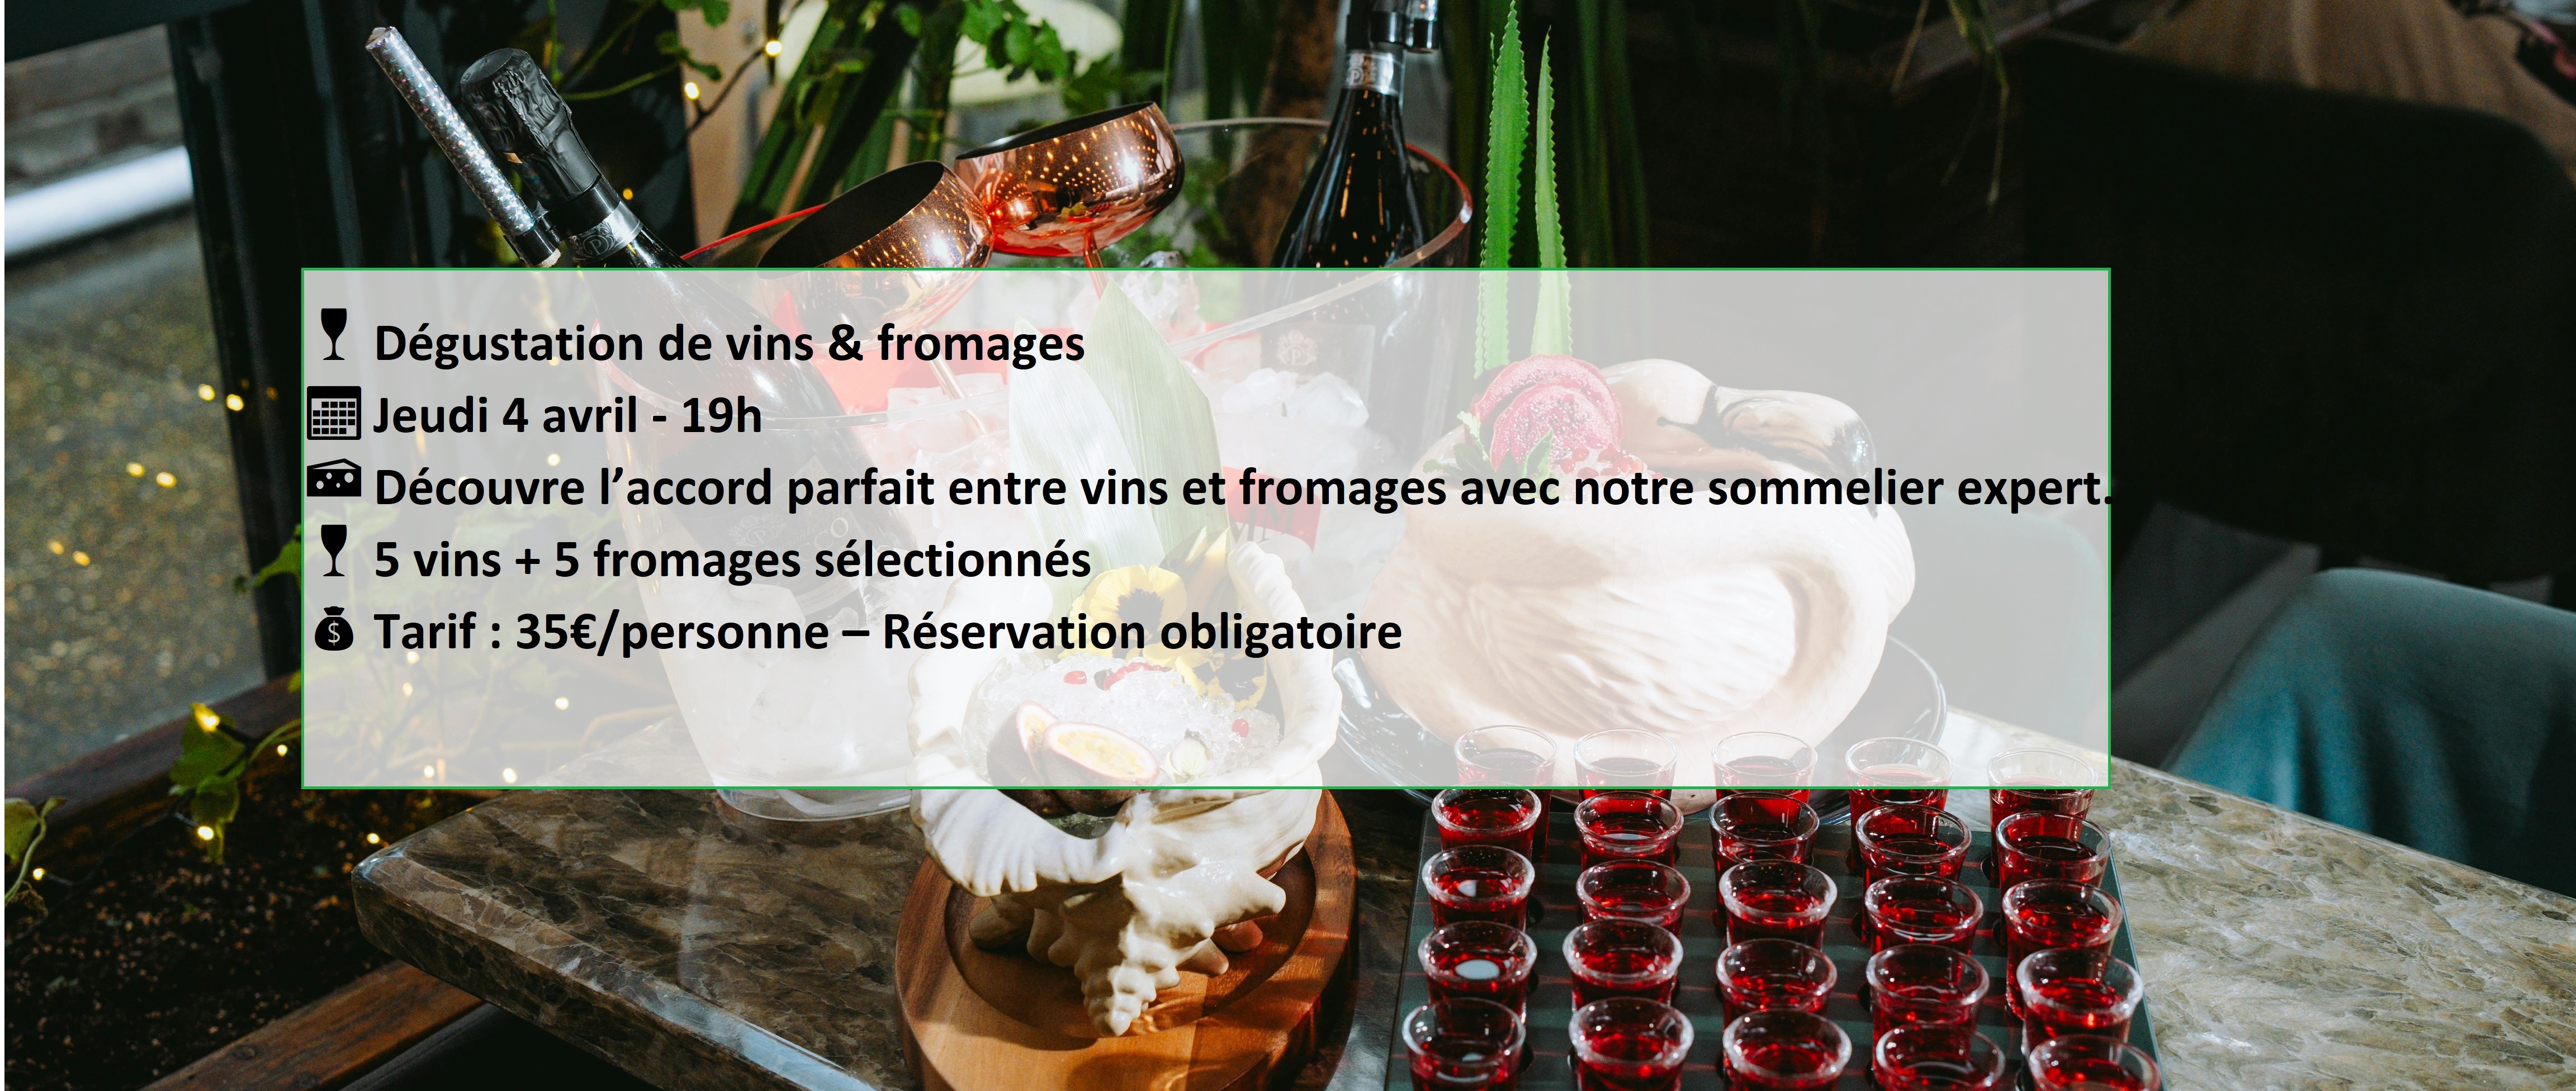 Dégustation de vins & fromages
Jeudi 4 avril - 19h
Découvre l’accord parfait entre vins et fromages avec notre sommelier expert.
5 vins + 5 fromages sélectionnés
Tarif : 35€/personne – Réservation obligatoire